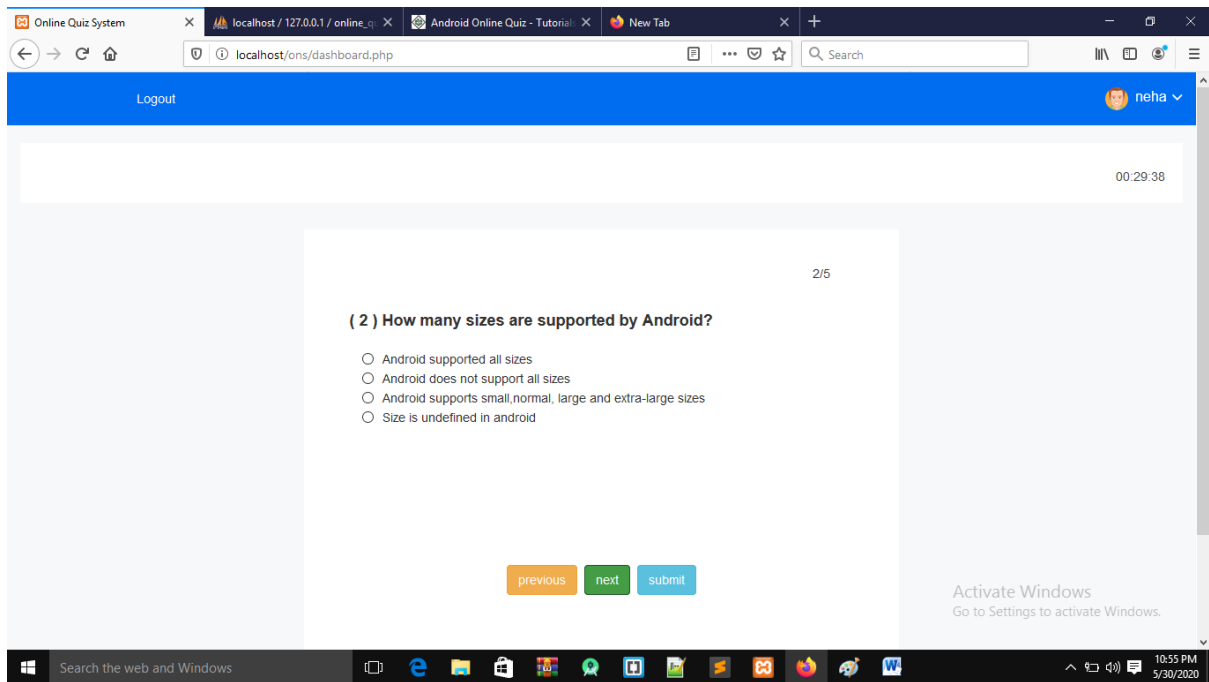 Online Quiz System
localhost / 127.0.0.1 / online_qu
Android Online Quiz - Tutorials
New Tab
localhost/ons/dashboard.php
Search
Logout
neha
00:29:38
2/5
( 2 ) How many sizes are supported by Android?
Android supported all sizes
Android does not support all sizes
Android supports small,normal, large and extra-large sizes
Size is undefined in android
previous next submit
Activate Windows
Go to Settings to activate Windows.
Search the web and Windows
10:55 PM
5/30/2020